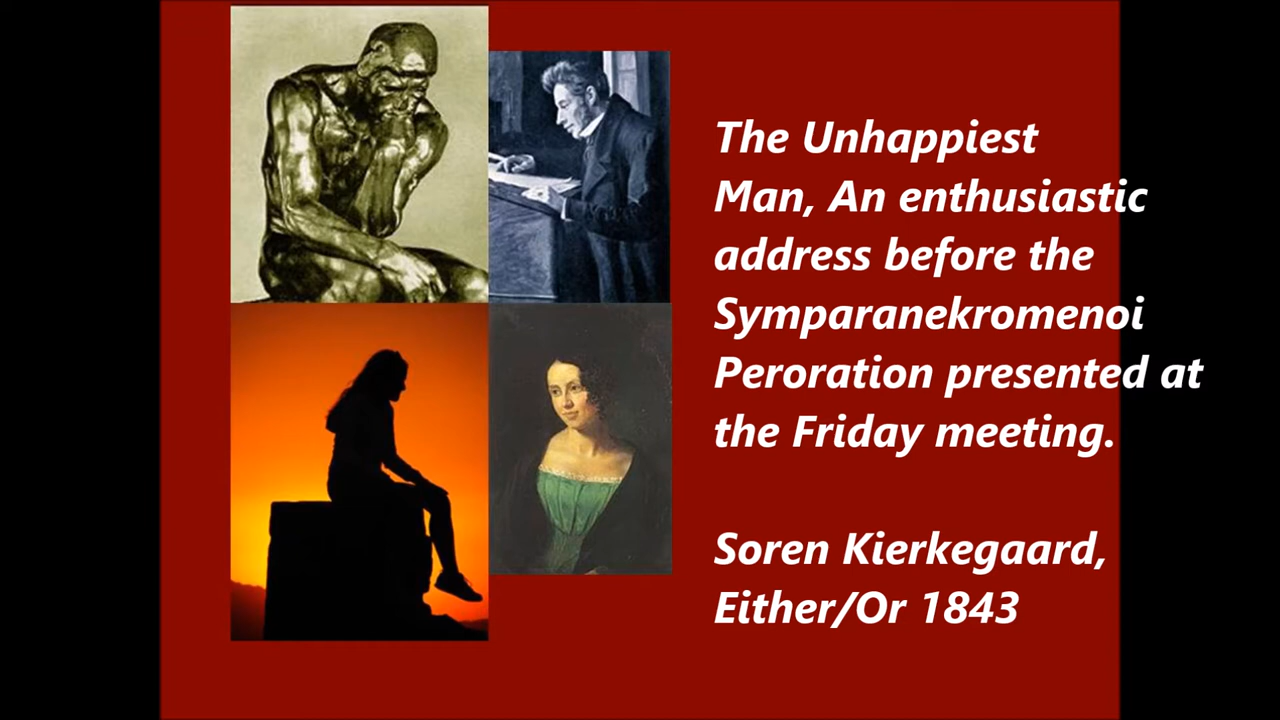 The Unhappiest
Man, An enthusiastic
address before the
Symparanekromenoi
Peroration presented at
the Friday meeting.
Soren Kierkegaard,
Either/Or 1843